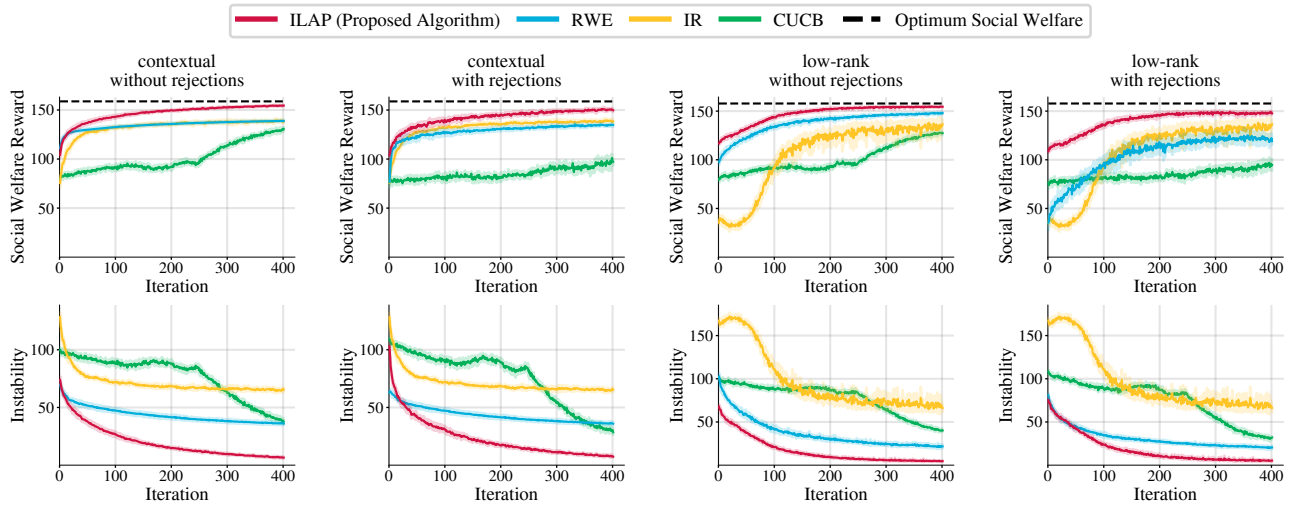 ILAP (Proposed Algorithm) RWE IR CUCB Optimum Social Welfare
contextual
without rejections
contextual
with rejections
low-rank
without rejections
low-rank
with rejections
Social Welfare Reward
150
100
50
0 100 200 300 400
Iteration
Social Welfare Reward
150
100
50
0 100 200 300 400
Iteration
Social Welfare Reward
150
100
50
0 100 200 300 400
Iteration
Social Welfare Reward
150
100
50
0 100 200 300 400
Iteration
Instability
100
50
0 100 200 300 400
Iteration
Instability
100
50
0 100 200 300 400
Iteration
Instability
150
100
50
0 100 200 300 400
Iteration
Instability
150
100
50
0 100 200 300 400
Iteration